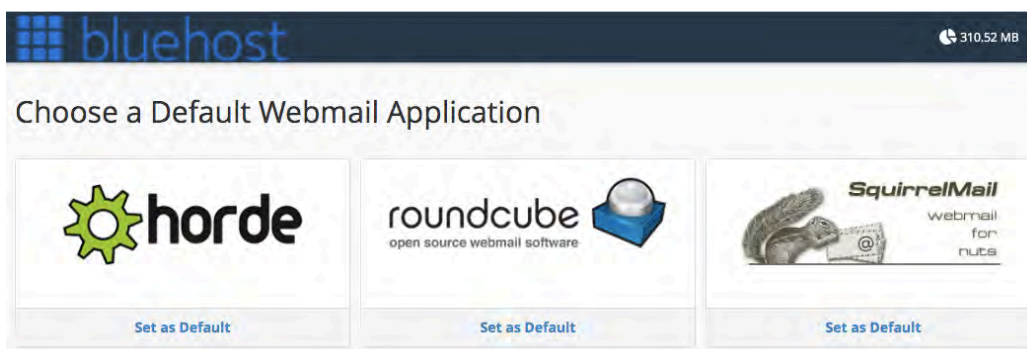 bluehost
310.52 MB
Choose a Default Webmail Application
horde
roundcube
open source webmail software
SquirrelMail
webmail
for
nuts
@
Set as Default
Set as Default
Set as Default